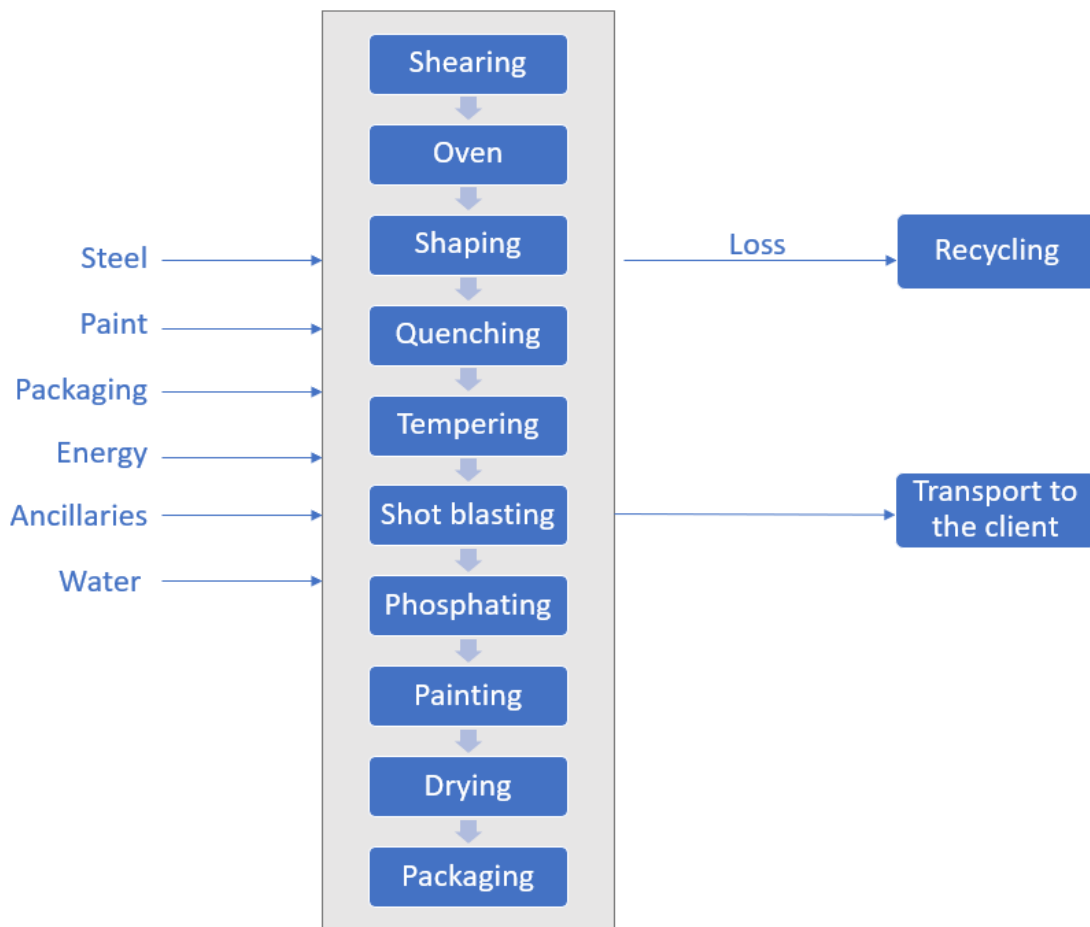 Shearing
Oven
Shaping
Quenching
Tempering
Shot blasting
Phosphating
Painting
Drying
Packaging
Steel
Paint
Packaging
Energy
Ancillaries
Water
Loss
Recycling
Transport to
the client